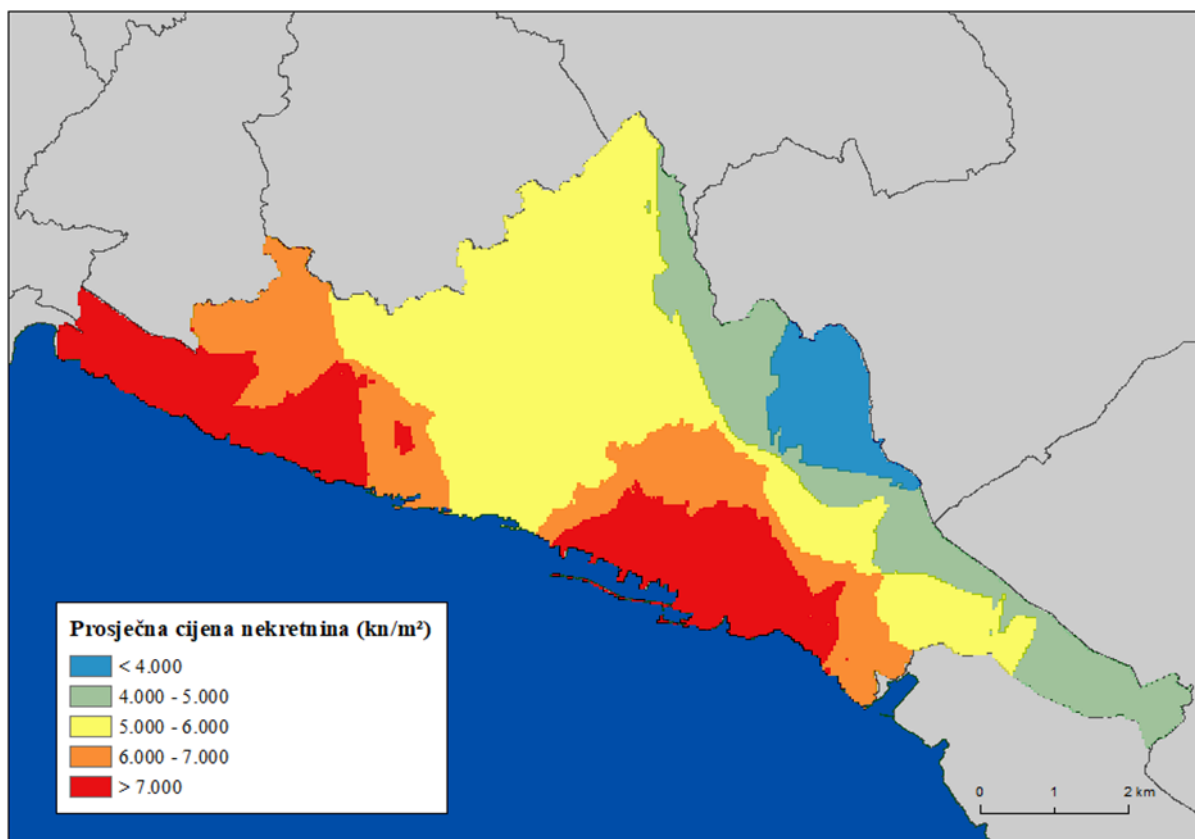 Prosječna cijena nekretnina (kn/m²)
< 4.000
4.000 - 5.000
5.000 - 6.000
6.000 - 7.000
> 7.000
0 1 2 km